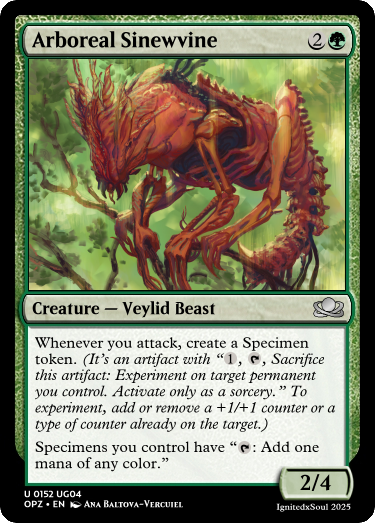 Arboreal Sinewvine 2
Creature — Veylid Beast
Whenever you attack, create a Specimen
token. (It's an artifact with “1, , Sacrifice
this artifact: Experiment on target permanent
you control. Activate only as a sorcery.” To
experiment, add or remove a +1/+1 counter or a
type of counter already on the target.)
Specimens you control have “: Add one
mana of any color.”
2/4
U 0152 UG04
OPZ • EN Ana Baltova-Vercuiel
IgnitedxSoul 2025